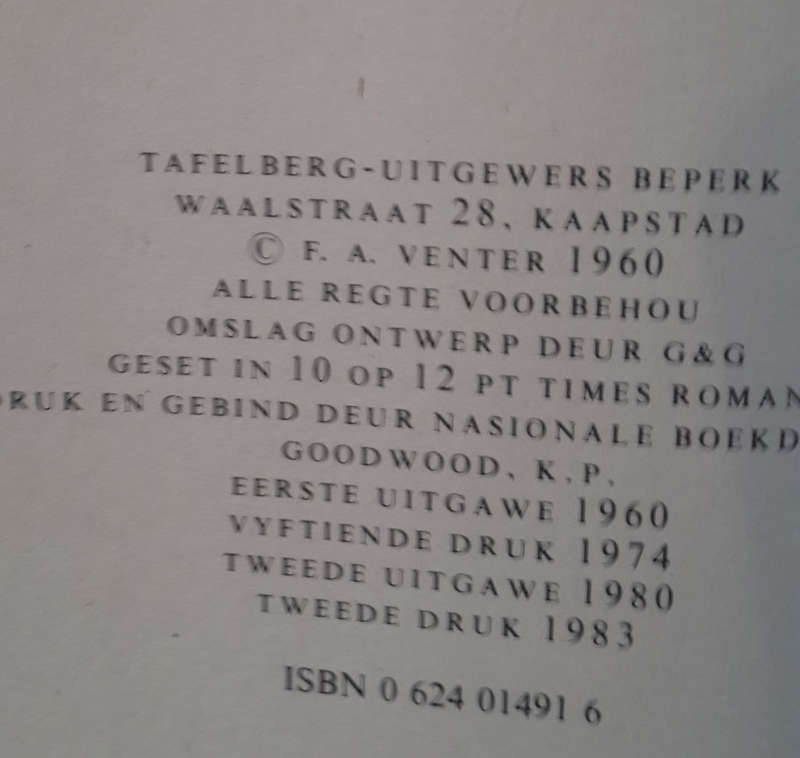 TAFELBERG-UITGEWERS BEPERK
WAALSTRAAT 28, KAAPSTAD
© F. A. VENTER 1960
ALLE REGTE VOORBEHOU
OMSLAG ONTWERP DEUR G&G
GESET IN 10 OP 12 PT TIMES ROMAN
EN GEBIND DEUR NASIONALE
GOODWOOD, K.P.
EERSTE UITGAWE 1960
VYFTIENDE DRUK 1974
TWEEDE UITGAWE 1980
TWEEDE DRUK 1983
ISBN 0 624 01491 6